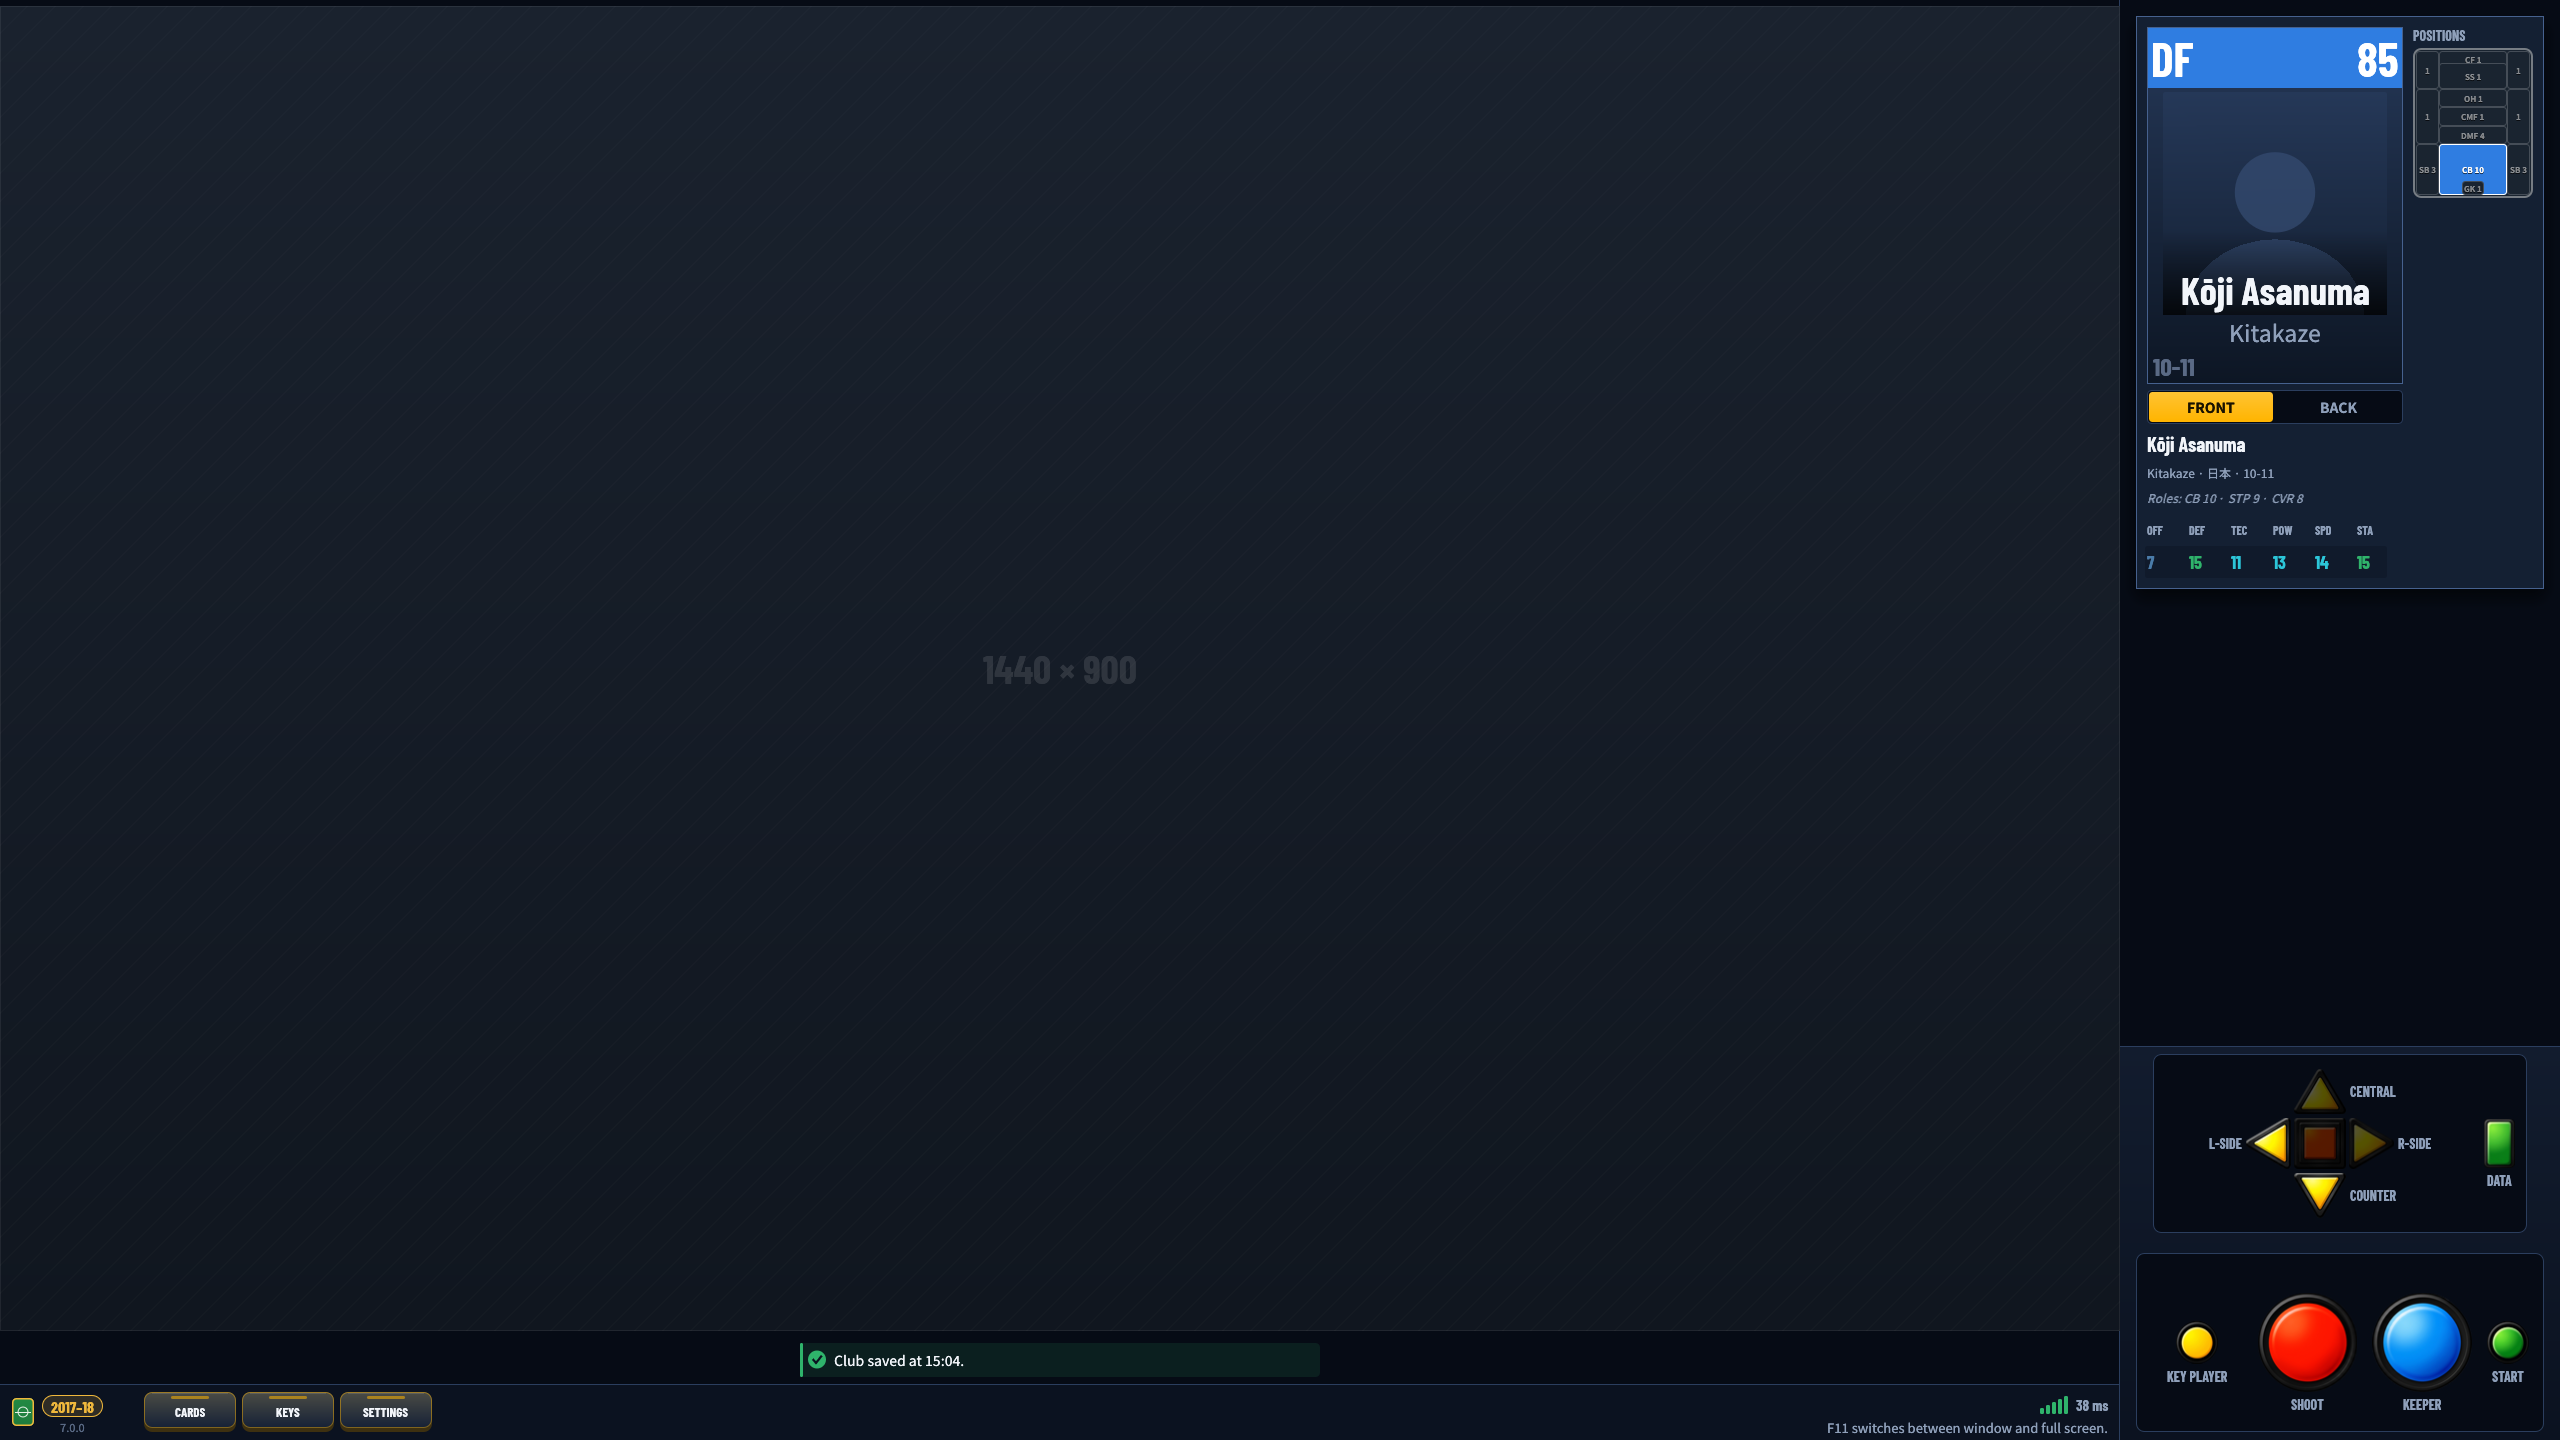 1440 × 900
Club saved at 15:04.
2017–18
7.0.0
CARDS
KEYS
SETTINGS
38 ms
F11 switches between window and full screen.
DF
85
Kōji Asanuma
Kitakaze
10-11
POSITIONS
1
CF 1
1
SS 1
OH 1
1
CMF 1
1
DMF 4
SB 3
CB 10
SB 3
GK 1
FRONT
BACK
Kōji Asanuma
Kitakaze · 日本 · 10-11
Roles: CB 10 · STP 9 · CVR 8
OFF DEF TEC POW SPD STA
7 15 11 13 14 15
CENTRAL
L-SIDE
R-SIDE
COUNTER
DATA
KEY PLAYER
SHOOT
KEEPER
START